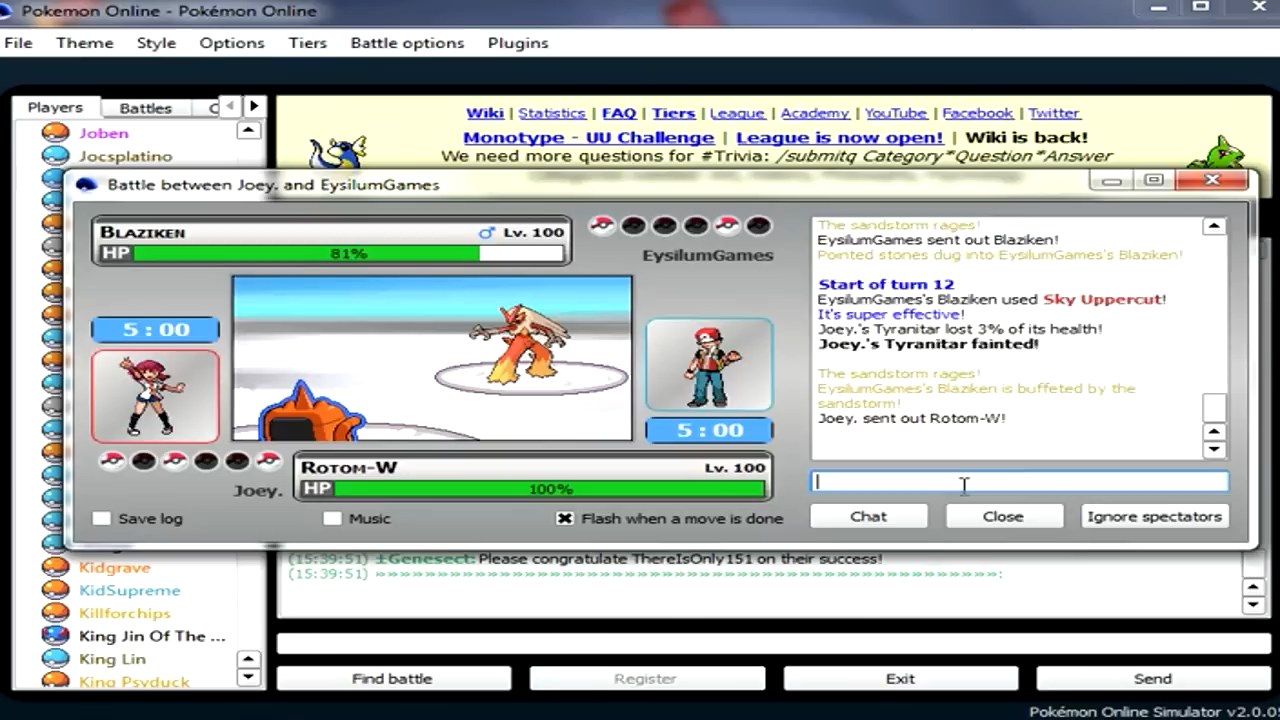 Pokemon Online - Pokémon Online
File Theme Style Options Tiers Battle options Plugins
Players Battles C
Wiki | Statistics | FAQ | Tiers | League | Academy | YouTube | Facebook | Twitter
Monotype - UU Challenge | League is now open! | Wiki is back!
We need more questions for #Trivia: /submitq Category*Question*Answer
Joben
Jocsplatino
Battle between Joey. and EysilumGames
BLAZIKEN ♂ Lv. 100
HP 81%
EysilumGames
5:00
5:00
ROTOM-W Lv. 100
HP 100%
Joey.
Save log Music Flash when a move is done
The sandstorm rages!
EysilumGames sent out Blaziken!
Pointed stones dug into EysilumGames's Blaziken!
Start of turn 12
EysilumGames's Blaziken used Sky Uppercut!
It's super effective!
Joey.'s Tyranitar lost 3% of its health!
Joey.'s Tyranitar fainted!
The sandstorm rages!
EysilumGames's Blaziken is buffeted by the
sandstorm!
Joey. sent out Rotom-W!
Chat Close Ignore spectators
(15:39:51) ±Genesect: Please congratulate ThereIsOnly151 on their success!
(15:39:51) »»»»»»»»»»»»»»»»»»»»»»»»»»»»»»»»»»»»»»»»»»»»»»»»»»»:
Kidgrave
KidSupreme
Killforchips
King Jin Of The ...
King Lin
King Psyduck
Find battle Register Exit Send
Pokémon Online Simulator